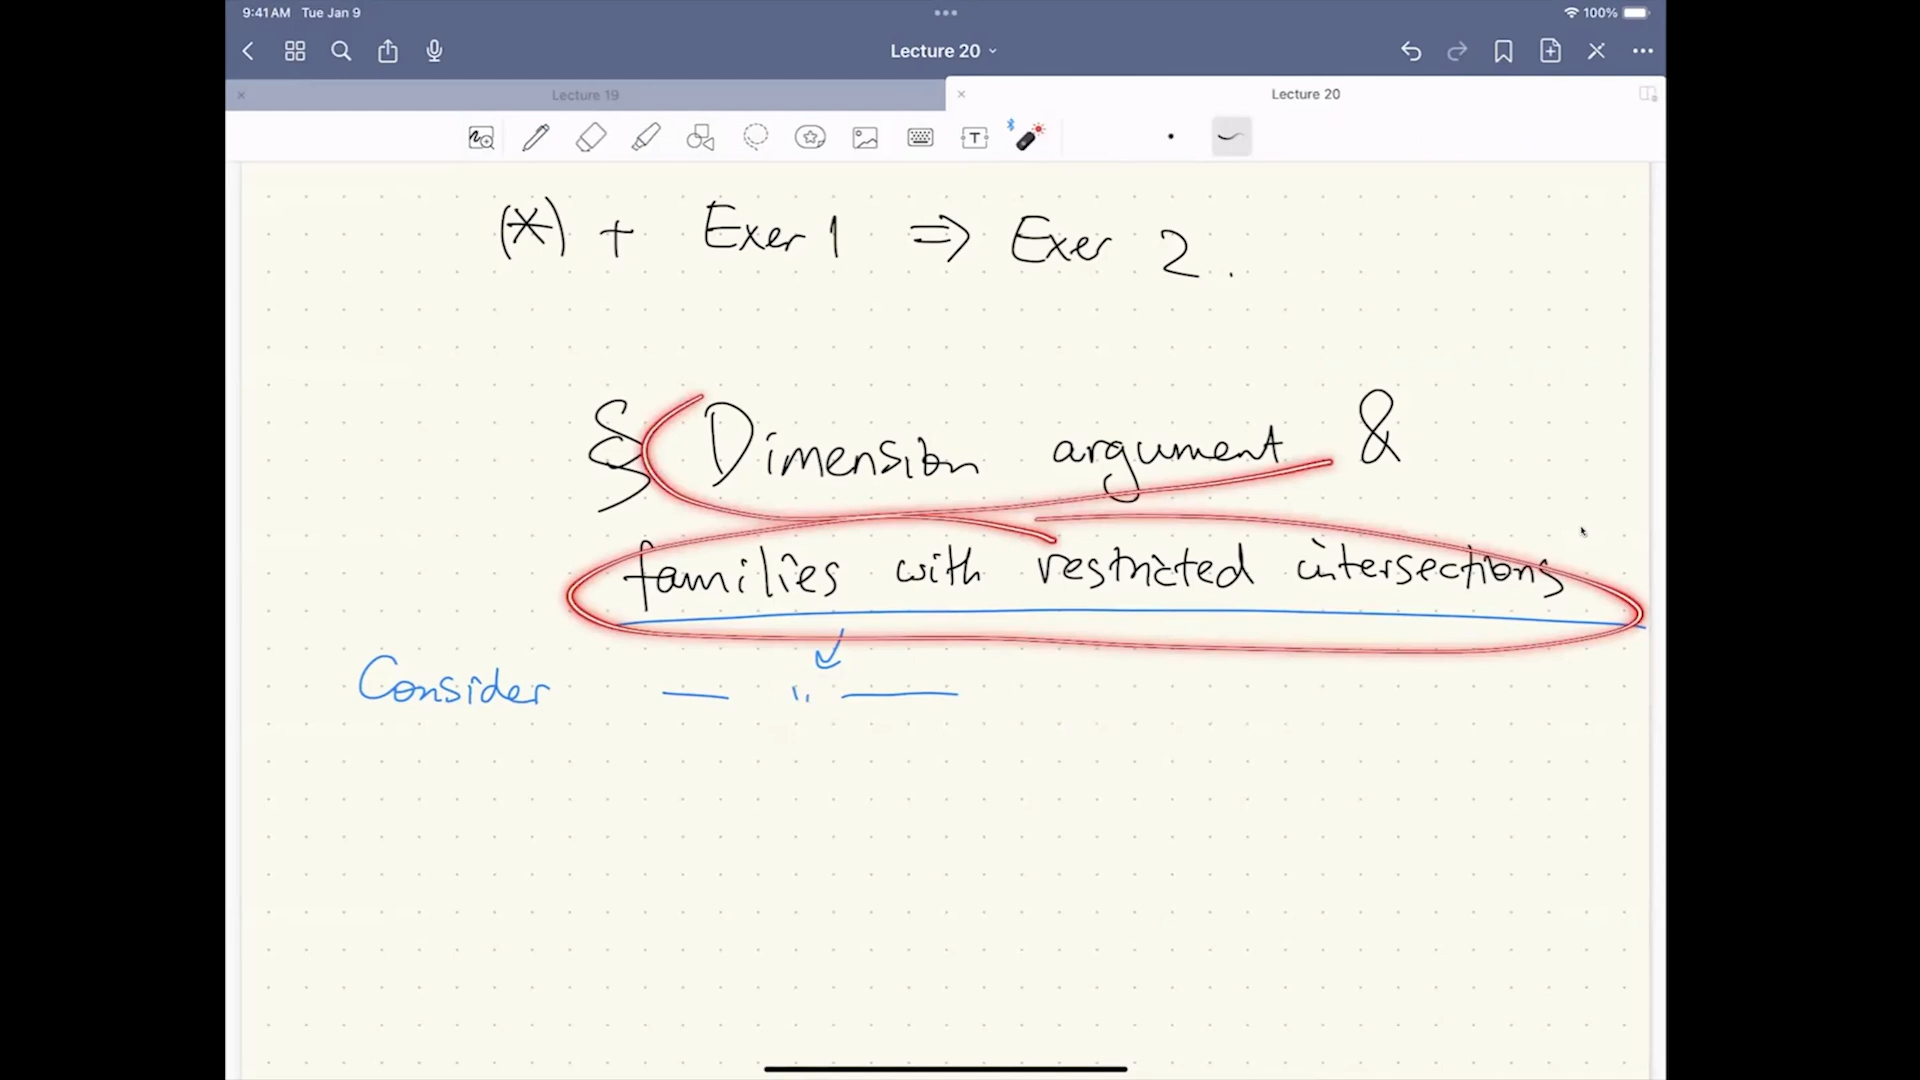 9:41 AM Tue Jan 9
100%
Lecture 20
Lecture 19
Lecture 20
T
(*) + Exer 1 ⇒ Exer 2.
§ Dimension argument &
families with restricted intersections
Consider